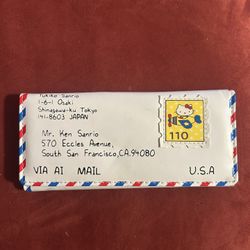 Yukiko Sanrio
1-6-1 Osaki
Shinagawa-ku Tokyo
141-8603 JAPAN
Mr. Ken Sanrio
570 Eccles Avenue,
South San Francisco,CA.94080
110
VIA AI MAIL
U.S.A